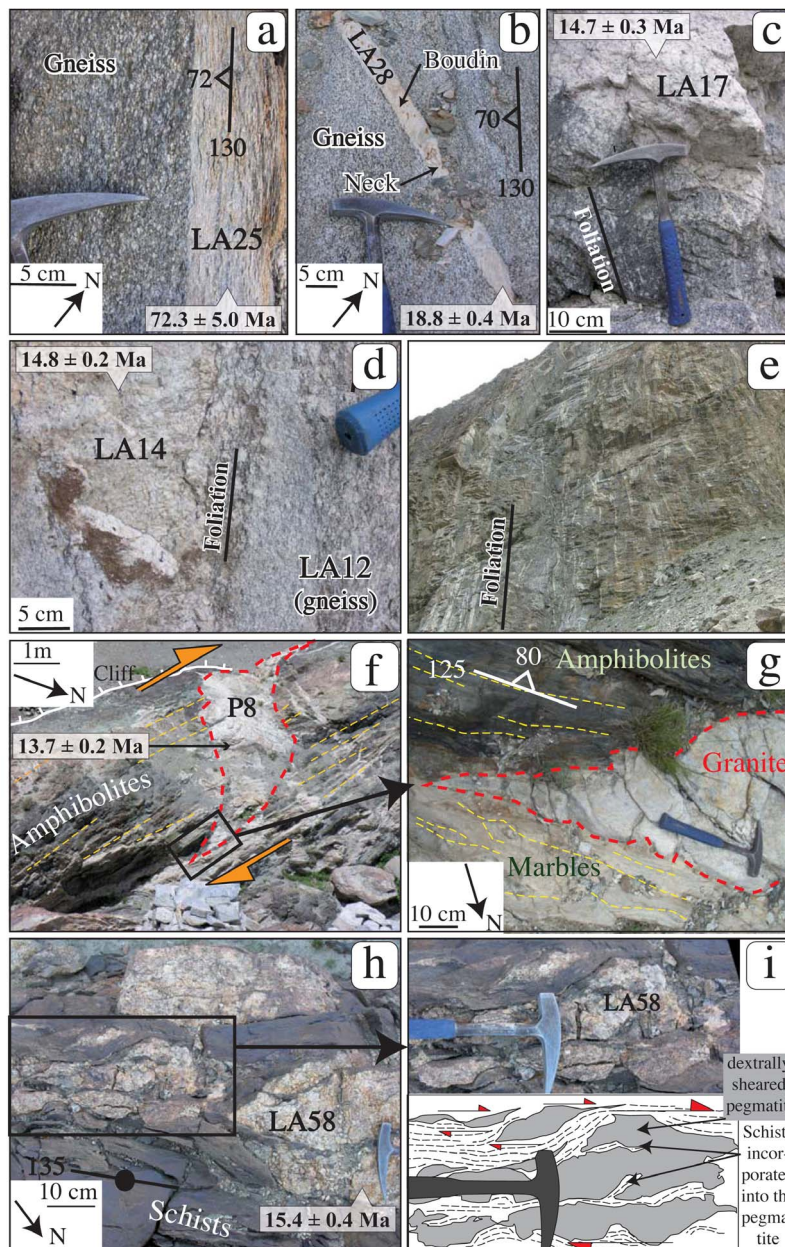 a
Gneiss
72
130
LA25
5 cm
N
72.3 ± 5.0 Ma
b
LA28
Boudin
Gneiss
70
130
Neck
5 cm
N
18.8 ± 0.4 Ma
14.7 ± 0.3 Ma
c
LA17
Foliation
10 cm
14.8 ± 0.2 Ma
d
LA14
Foliation
LA12
(gneiss)
5 cm
e
Foliation
1m
Cliff
N
f
P8
13.7 ± 0.2 Ma
Amphibolites
g
125
80
Amphibolites
Granite
Marbles
10 cm
N
h
LA58
135
10 cm
N
Schists
15.4 ± 0.4 Ma
i
LA58
dextrally
sheared
pegmatit
Schist
incor-
porate
into th
pegma
tite